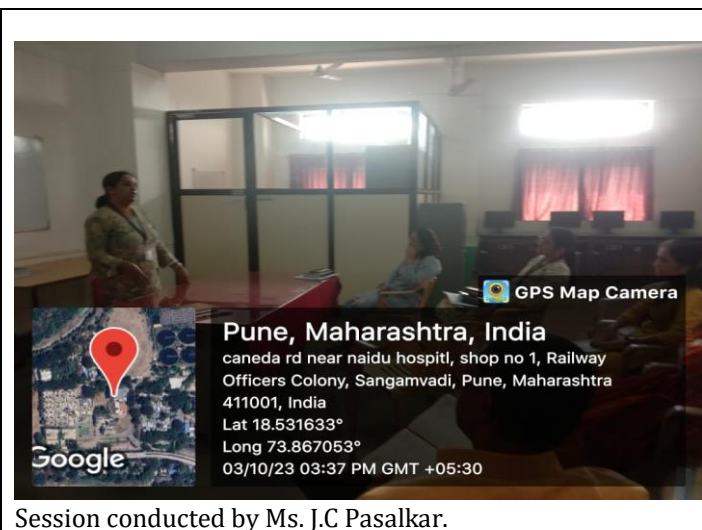 GPS Map Camera
Pune, Maharashtra, India
caneda rd near naidu hospitl, shop no 1, Railway
Officers Colony, Sangamvadi, Pune, Maharashtra
411001, India
Lat 18.531633°
Long 73.867053°
03/10/23 03:37 PM GMT +05:30
Google
Session conducted by Ms. J.C Pasalkar.